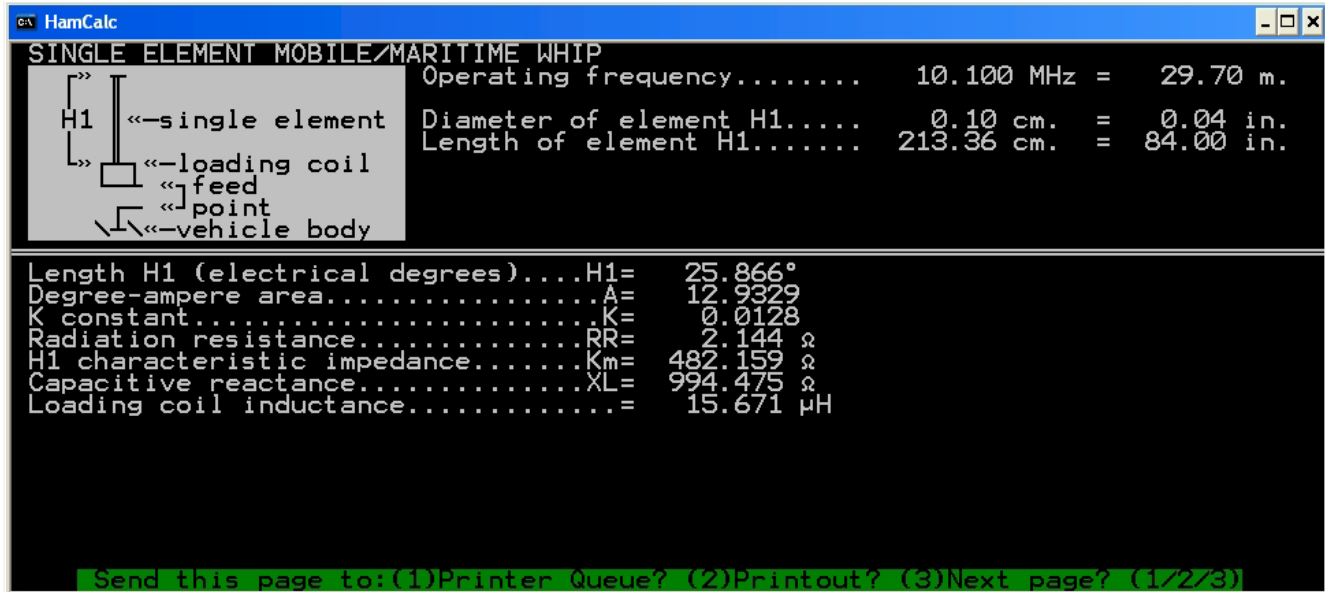 HamCalc
SINGLE ELEMENT MOBILE/MARITIME WHIP
Operating frequency........ 10.100 MHz = 29.70 m.
H1 «—single element Diameter of element H1..... 0.10 cm. = 0.04 in.
Length of element H1....... 213.36 cm. = 84.00 in.
«—loading coil
feed
point
«—vehicle body
Length H1 (electrical degrees)....H1= 25.866°
Degree-ampere area.................A= 12.9329
K constant.........................K= 0.0128
Radiation resistance..............RR= 2.144 Ω
H1 characteristic impedance.......Km= 482.159 Ω
Capacitive reactance..............XL= 994.475 Ω
Loading coil inductance.............= 15.671 µH
Send this page to:(1)Printer Queue? (2)Printout? (3)Next page? (1/2/3)